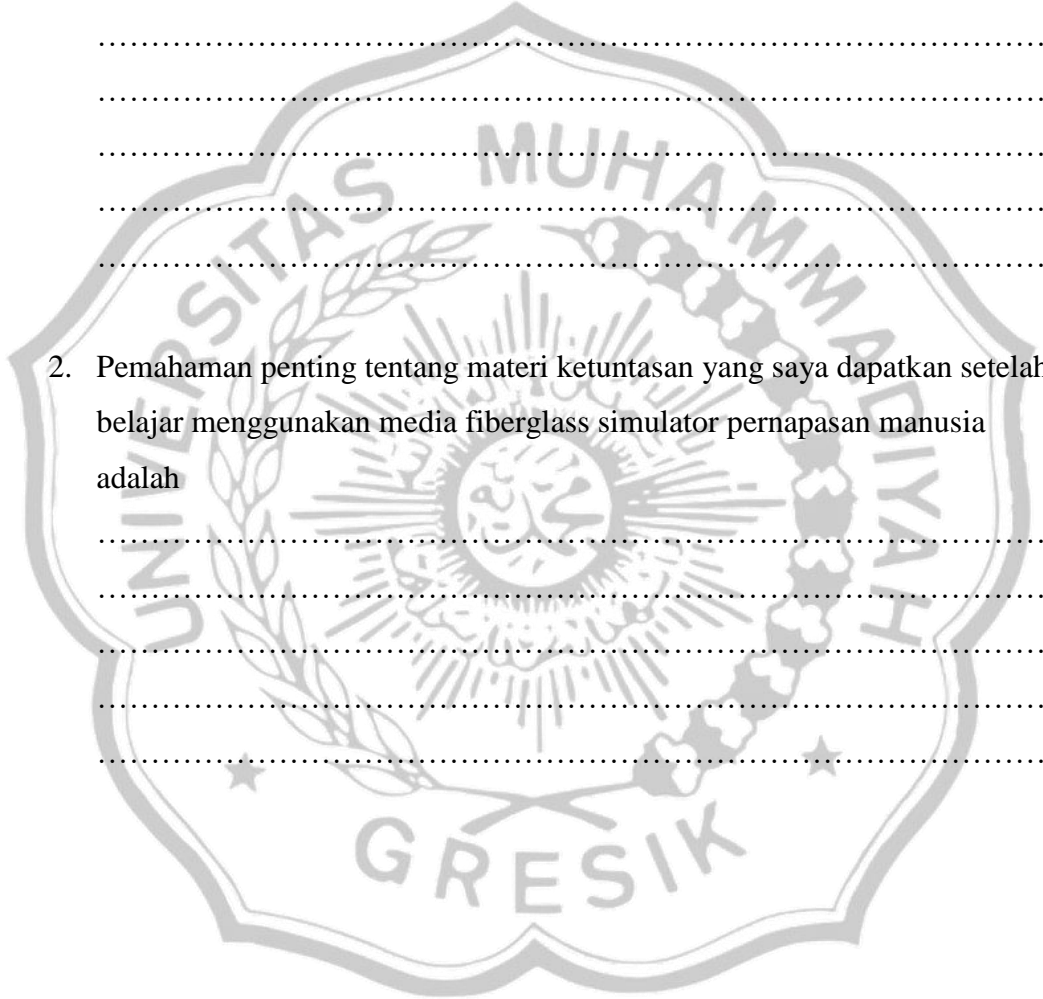 ……………………………………………………………………………
……………………………………………………………………………
……………………………………………………………………………
……………………………………………………………………………
……………………………………………………………………………
2. Pemahaman penting tentang materi ketuntasan yang saya dapatkan setelah
belajar menggunakan media fiberglass simulator pernapasan manusia
adalah
……………………………………………………………………………
……………………………………………………………………………
……………………………………………………………………………
……………………………………………………………………………
……………………………………………………………………………
UNIVERSITAS MUHAMMADIYAH
GRESIK